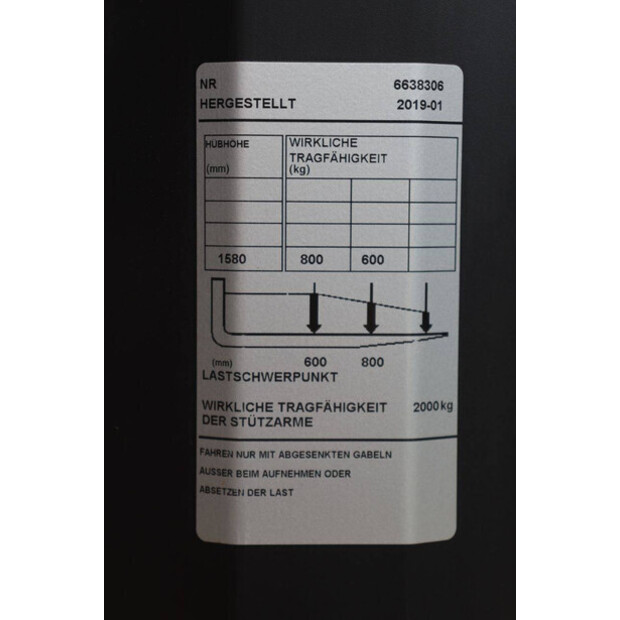 NR 6638306
HERGESTELLT 2019-01
HÜBHÖHE WIRKLICHE
TRAGFÄHIGKEIT
(mm) (kg)
1580 800 600
(mm) 600 800
LASTSCHWERPUNKT
WIRKLICHE TRAGFÄHIGKEIT 2000 kg
DER STÜTZARME
FAHREN NUR MIT ABGESENKTEN GABELN
AUSSER BEIM AUFNEHMEN ODER
ABSETZEN DER LAST